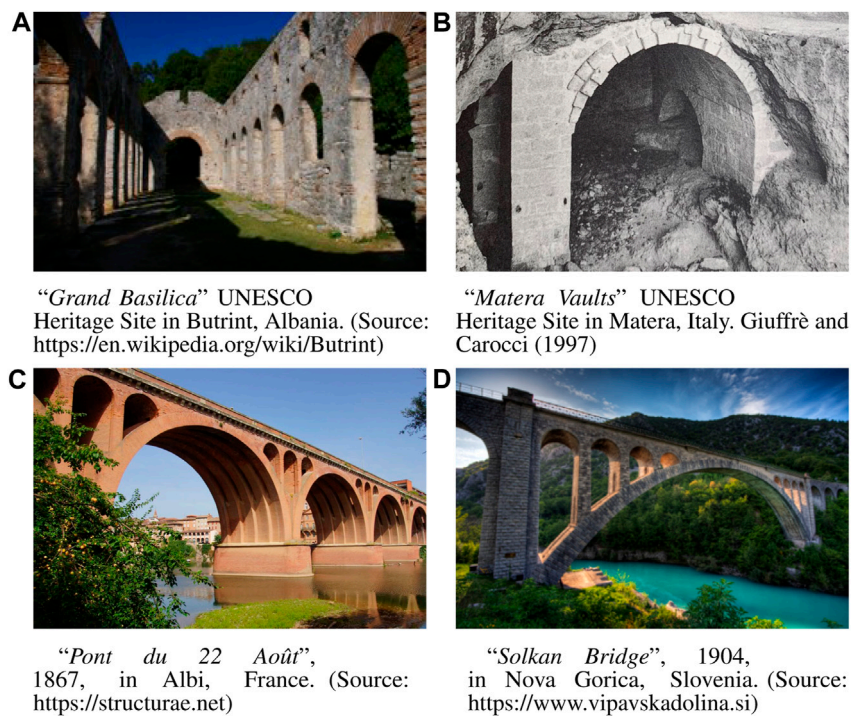 A
B
“Grand Basilica” UNESCO
Heritage Site in Butrint, Albania. (Source:
https://en.wikipedia.org/wiki/Butrint)
“Matera Vaults” UNESCO
Heritage Site in Matera, Italy. Giuffrè and
Carocci (1997)
C
D
“Pont du 22 Août”,
1867, in Albi, France. (Source:
https://structurae.net)
“Solkan Bridge”, 1904,
in Nova Gorica, Slovenia. (Source:
https://www.vipavskadolina.si)